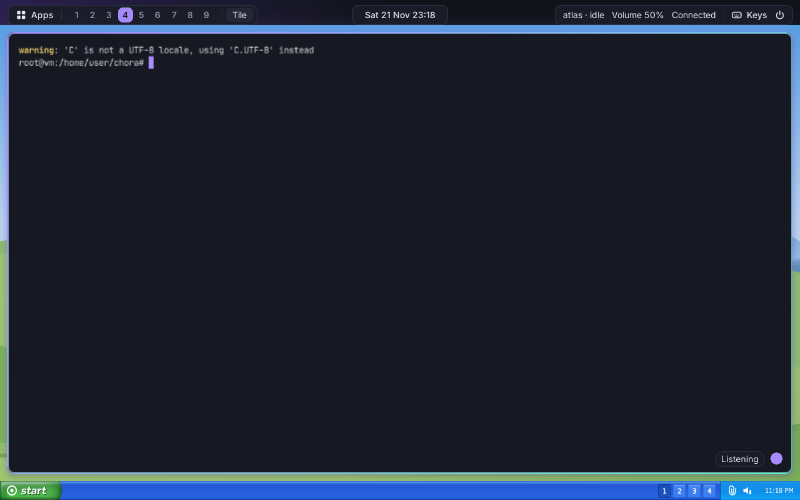 Apps 1 2 3 4 5 6 7 8 9 Tile Sat 21 Nov 23:18 atlas · idle Volume 50% Connected Keys
warning: 'C' is not a UTF-8 locale, using 'C.UTF-8' instead
root@vm:/home/user/chora#
Listening
start 1 2 3 4 11:18 PM